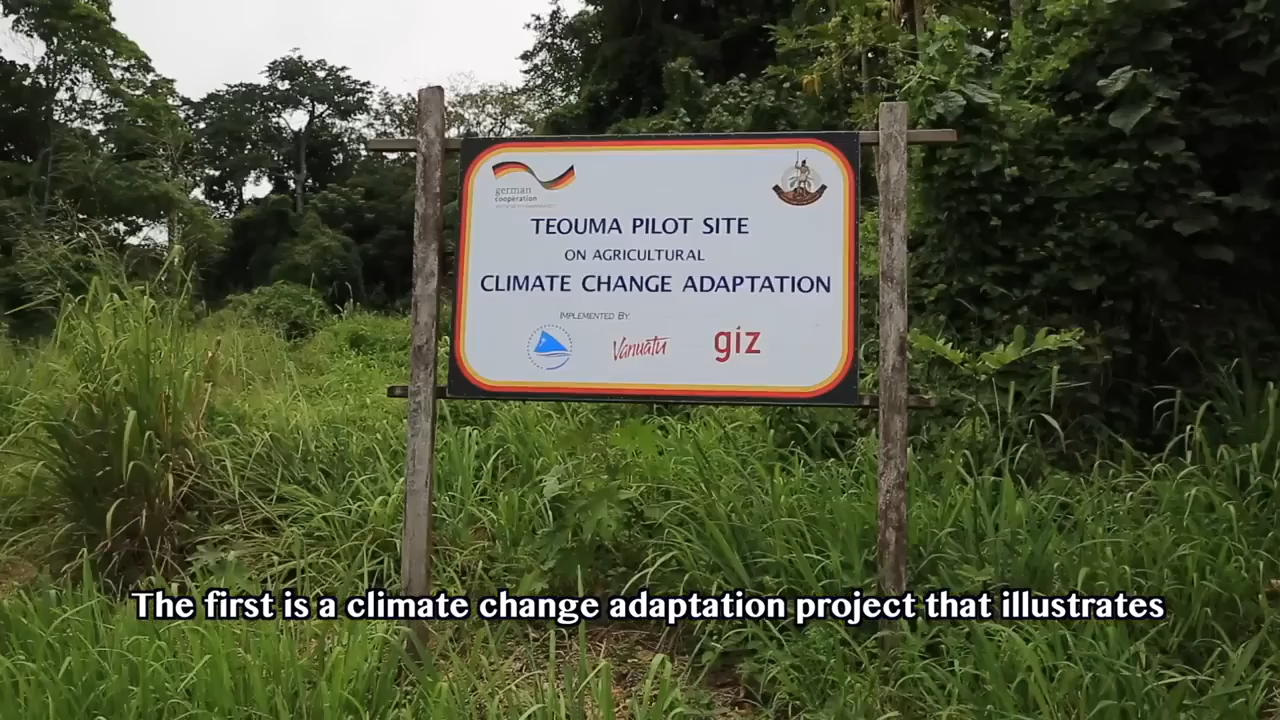 german
cooperation
TEOUMA PILOT SITE
ON AGRICULTURAL
CLIMATE CHANGE ADAPTATION
IMPLEMENTED BY:
Vanuatu
giz
The first is a climate change adaptation project that illustrates